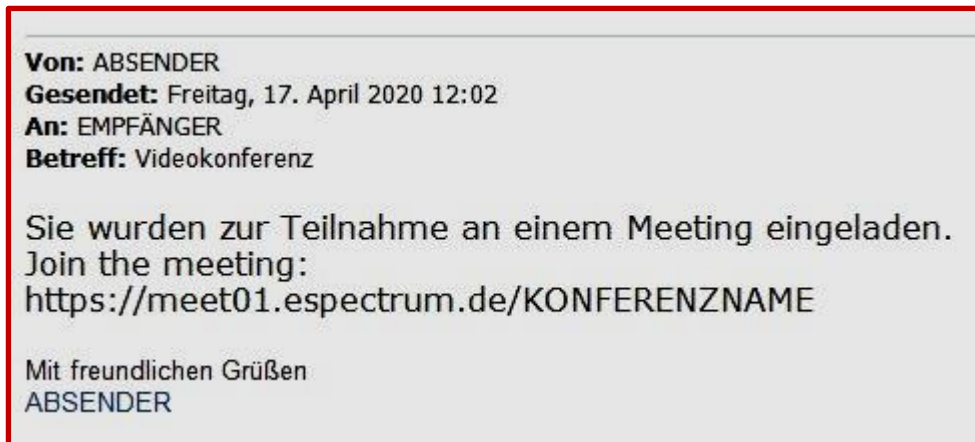 Von: ABSENDER
Gesendet: Freitag, 17. April 2020 12:02
An: EMPFÄNGER
Betreff: Videokonferenz
Sie wurden zur Teilnahme an einem Meeting eingeladen.
Join the meeting:
https://meet01.espectrum.de/KONFERENZNAME
Mit freundlichen Grüßen
ABSENDER